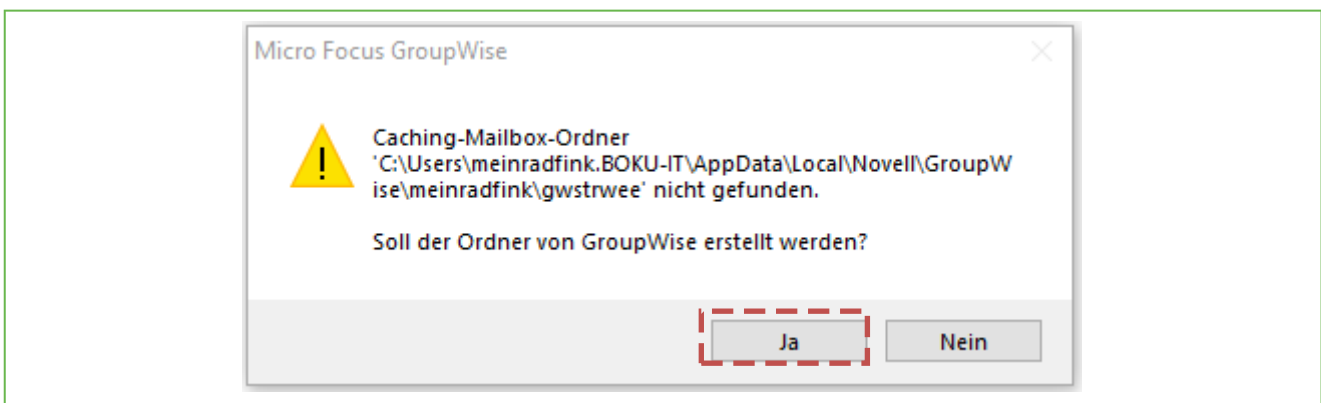 Micro Focus GroupWise
Caching-Mailbox-Ordner
'C:\Users\meinradfink.BOKU-IT\AppData\Local\Novell\GroupW
ise\meinradfink\gwstrwee' nicht gefunden.
Soll der Ordner von GroupWise erstellt werden?
Ja
Nein